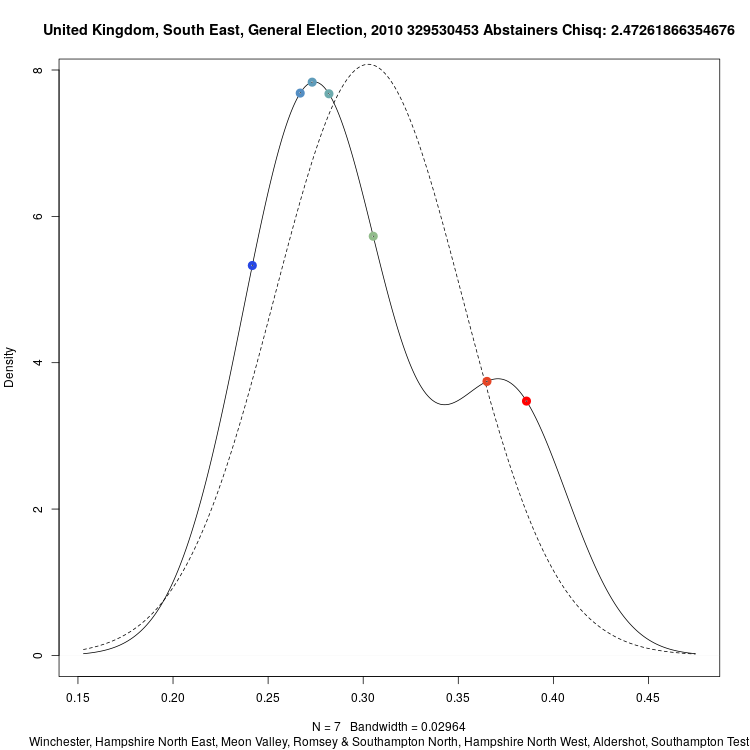 United Kingdom, South East, General Election, 2010 329530453 Abstainers Chisq: 2.47261866354676
8
6
4
2
0
Density
0.15 0.20 0.25 0.30 0.35 0.40 0.45
N = 7 Bandwidth = 0.02964
Winchester, Hampshire North East, Meon Valley, Romsey & Southampton North, Hampshire North West, Aldershot, Southampton Test